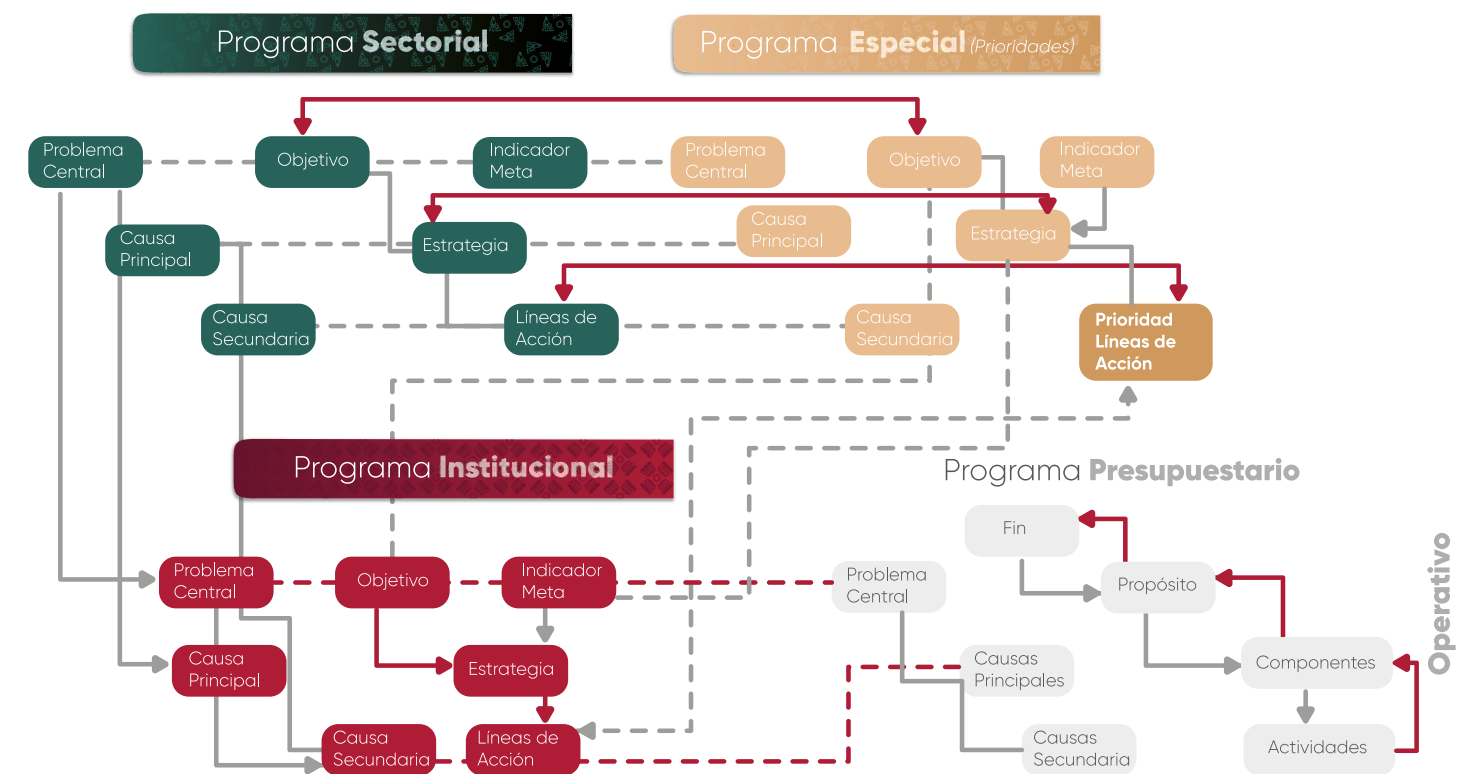 Programa Sectorial
Programa Especial (Prioridades)
Problema
Central
Objetivo
Indicador
Meta
Problema
Central
Objetivo
Indicador
Meta
Causa
Principal
Estrategia
Causa
Principal
Estrategia
Causa
Secundaria
Líneas de
Acción
Causa
Secundaria
Prioridad
Líneas de
Acción
Programa Institucional
Programa Presupuestario
Problema
Central
Objetivo
Indicador
Meta
Causa
Principal
Estrategia
Causa
Secundaria
Líneas de
Acción
Problema
Central
Causas
Principales
Causas
Secundaria
Fin
Propósito
Componentes
Actividades
Operativo